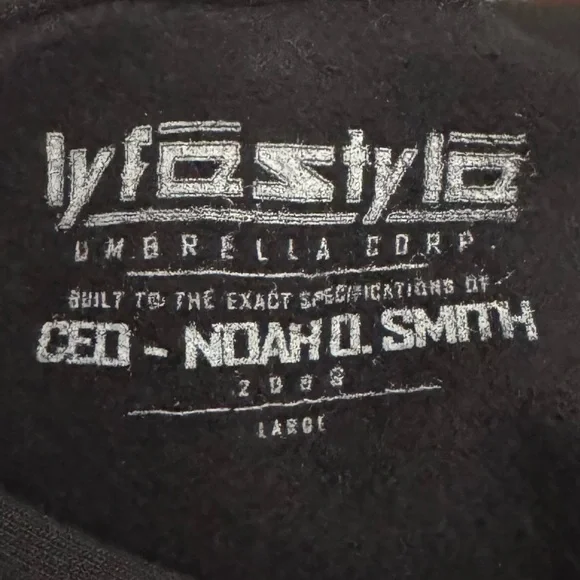 lyfestyle
UMBRELLA CORP.
BUILT TO THE EXACT SPECIFICATIONS OF
CEO - NOAH O. SMITH
2008
LARGE